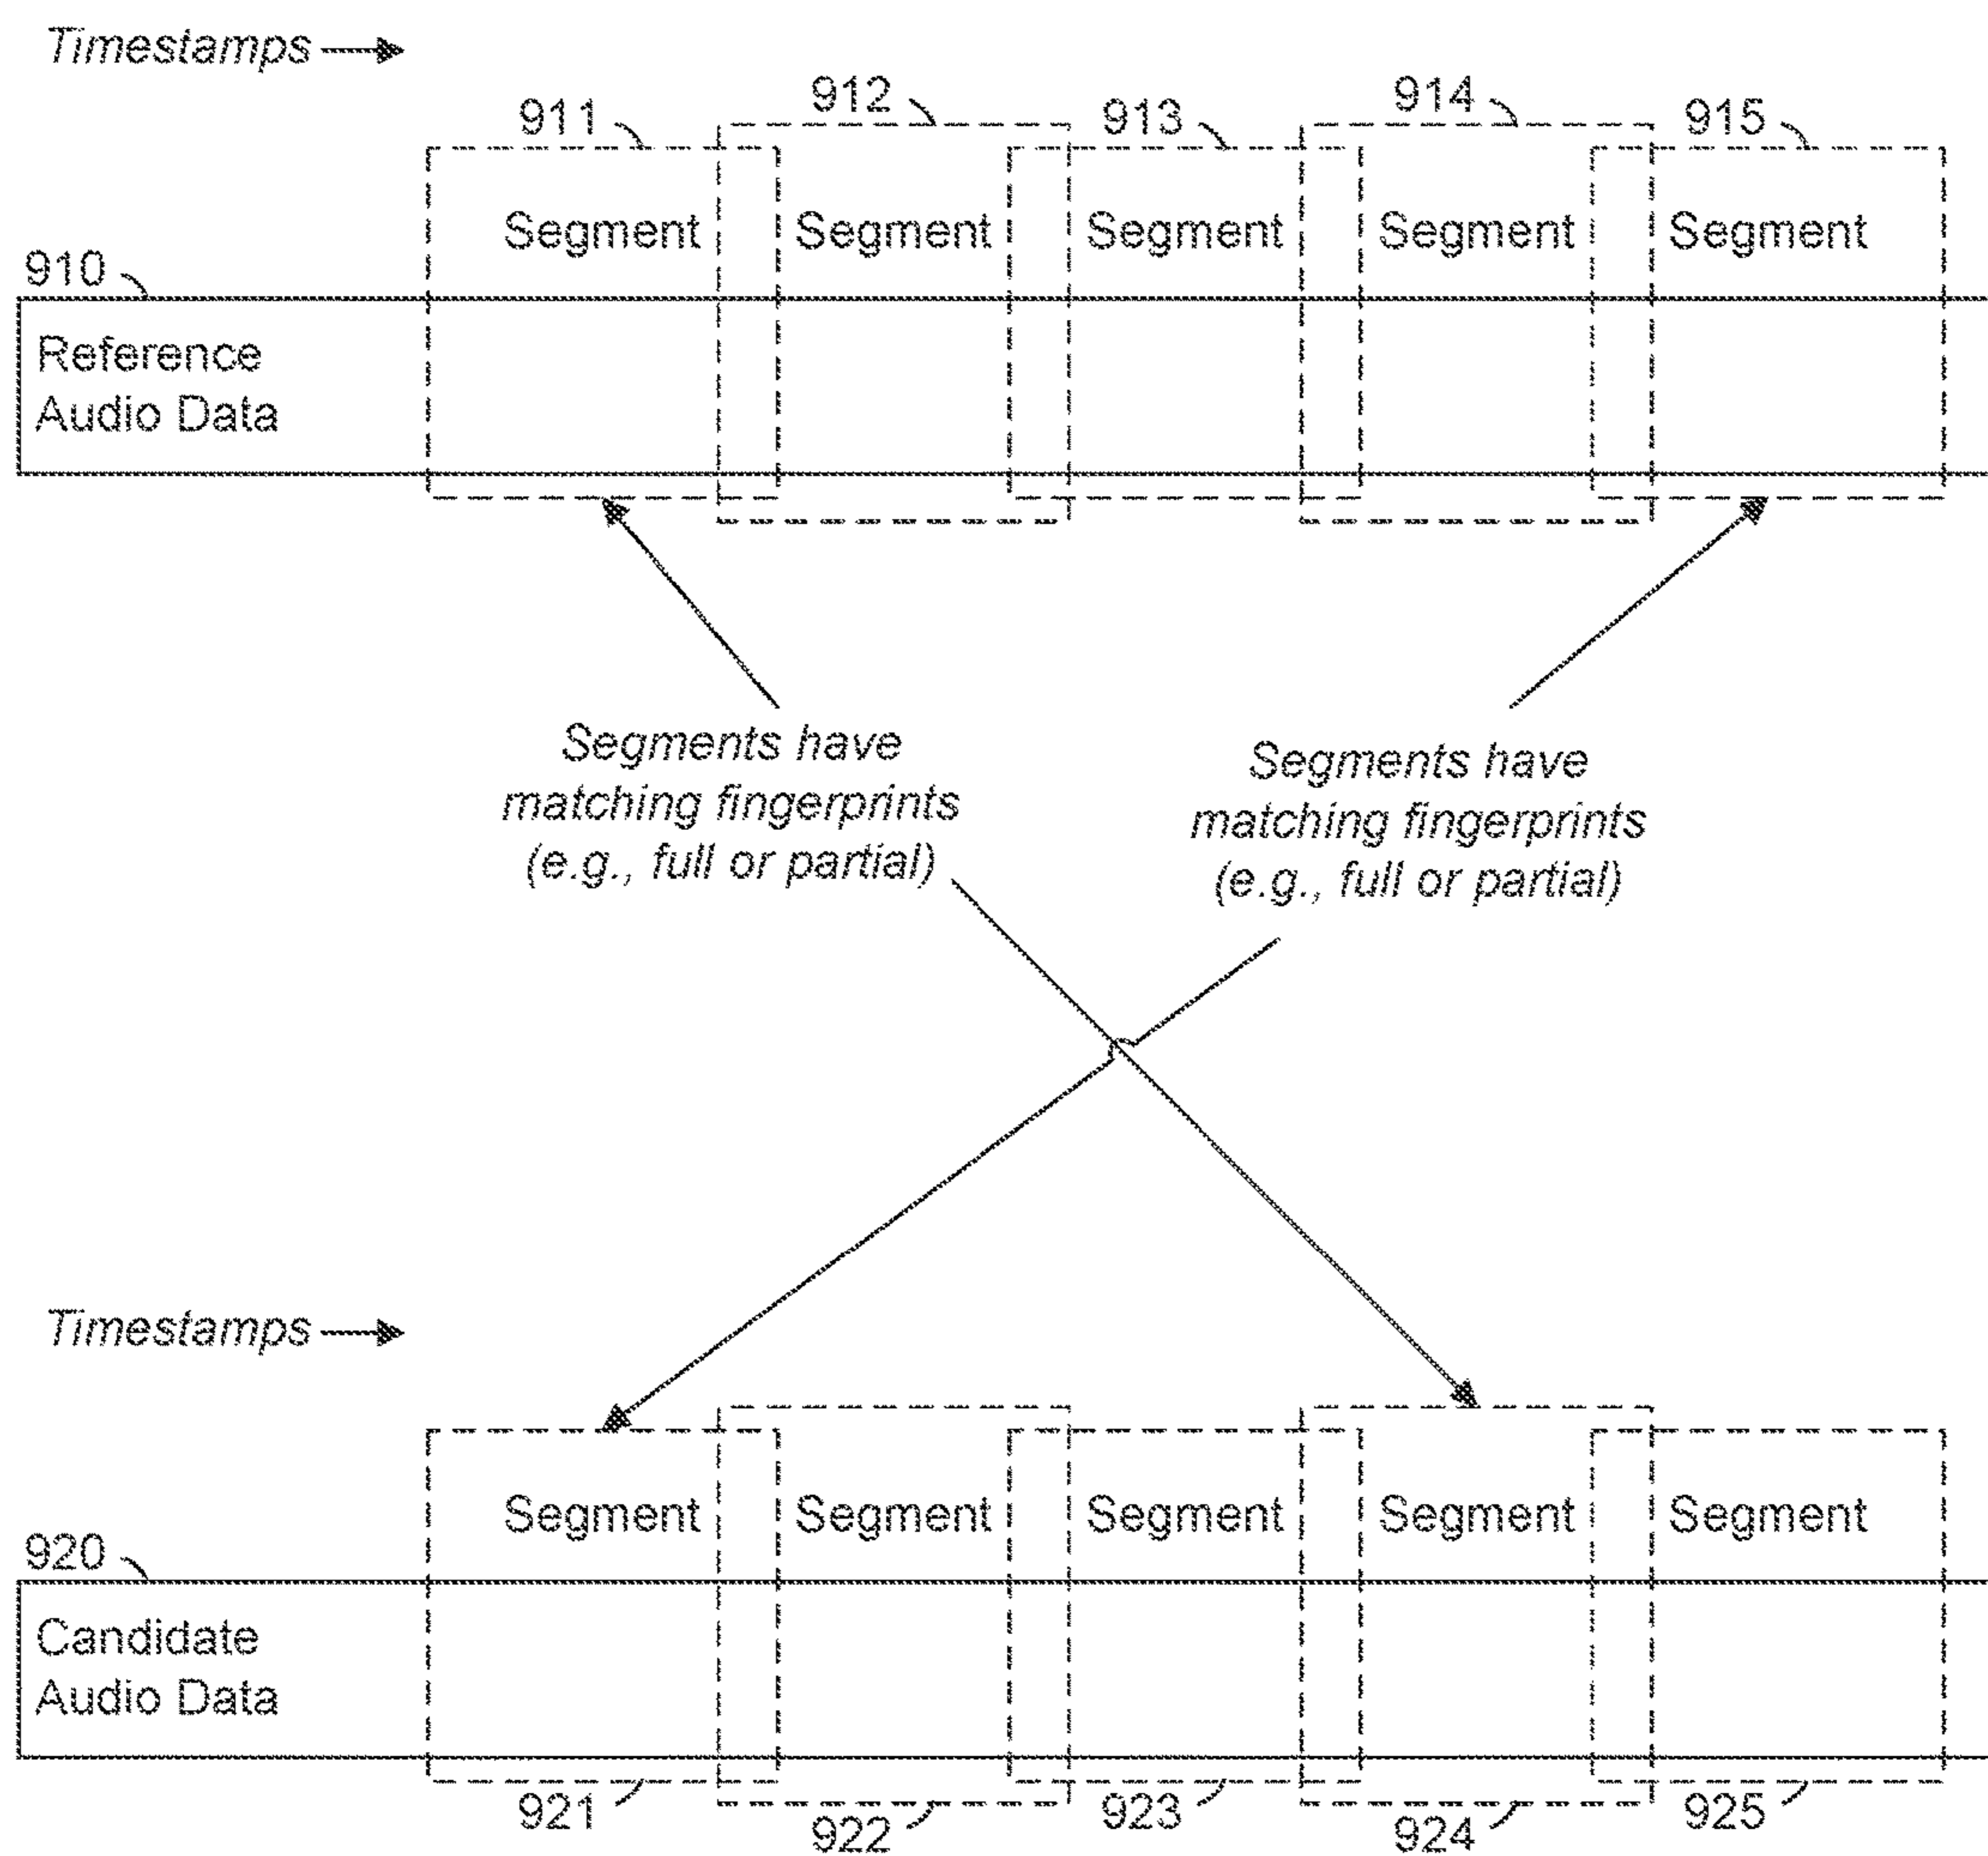 Timestamps
911
912
913
914
915
Segment Segment Segment Segment Segment
910
Reference
Audio Data
Segments have
matching fingerprints
(e.g., full or partial)
Segments have
matching fingerprints
(e.g., full or partial)
Timestamps
Segment Segment Segment Segment Segment
920
Candidate
Audio Data
921
922
923
924
925